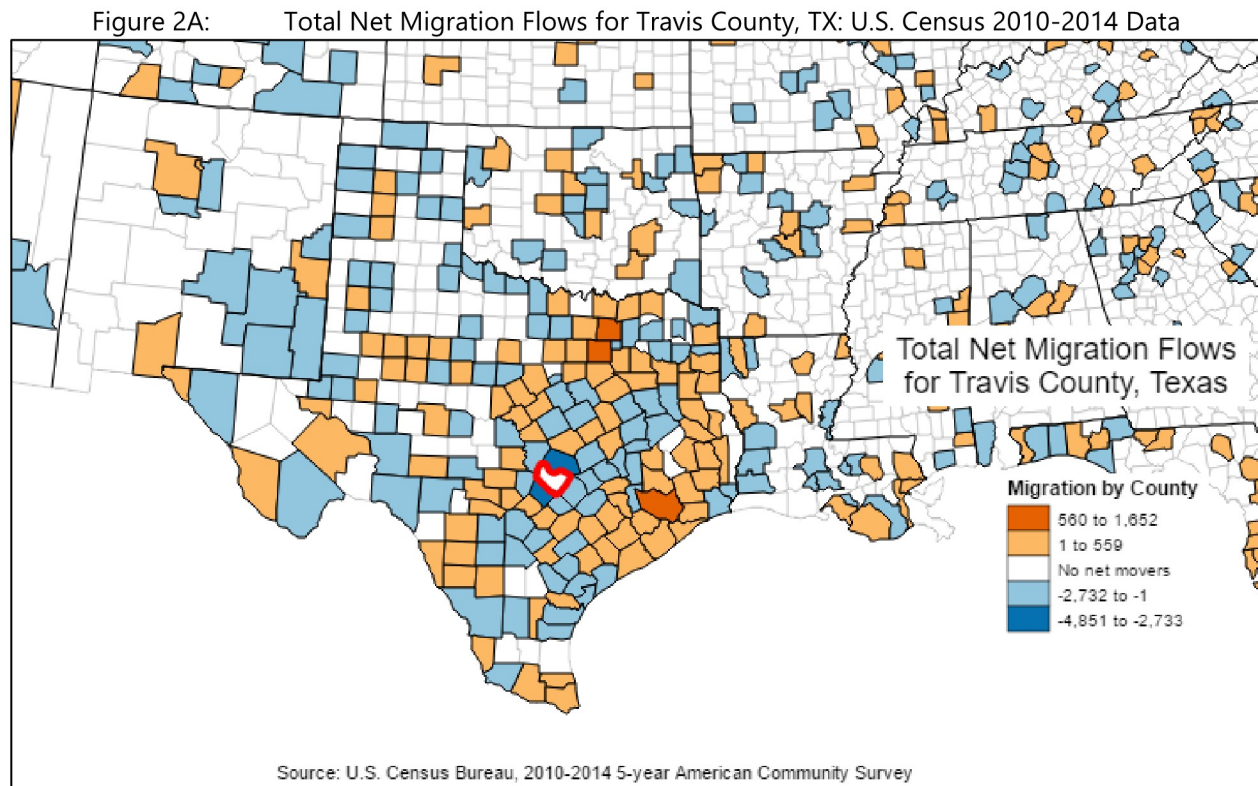 Figure 2A: Total Net Migration Flows for Travis County, TX: U.S. Census 2010-2014 Data
Total Net Migration Flows
for Travis County, Texas
Migration by County
560 to 1,652
1 to 559
No net movers
-2,732 to -1
-4,851 to -2,733
Source: U.S. Census Bureau, 2010-2014 5-year American Community Survey